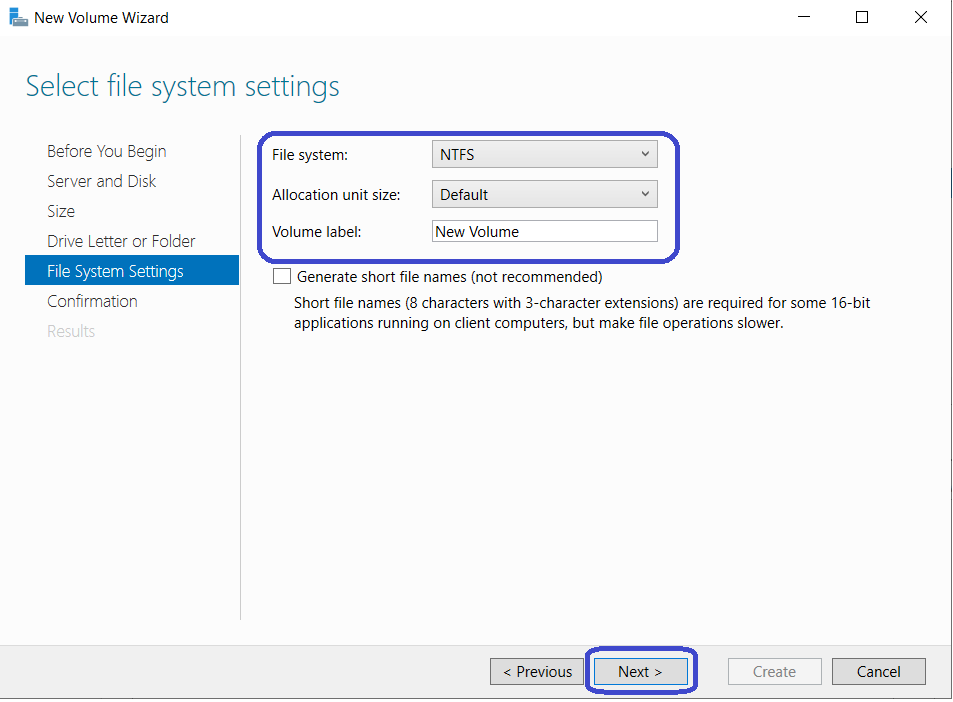 New Volume Wizard
Select file system settings
Before You Begin
Server and Disk
Size
Drive Letter or Folder
File System Settings
Confirmation
Results
File system: NTFS
Allocation unit size: Default
Volume label: New Volume
Generate short file names (not recommended)
Short file names (8 characters with 3-character extensions) are required for some 16-bit
applications running on client computers, but make file operations slower.
< Previous Next > Create Cancel